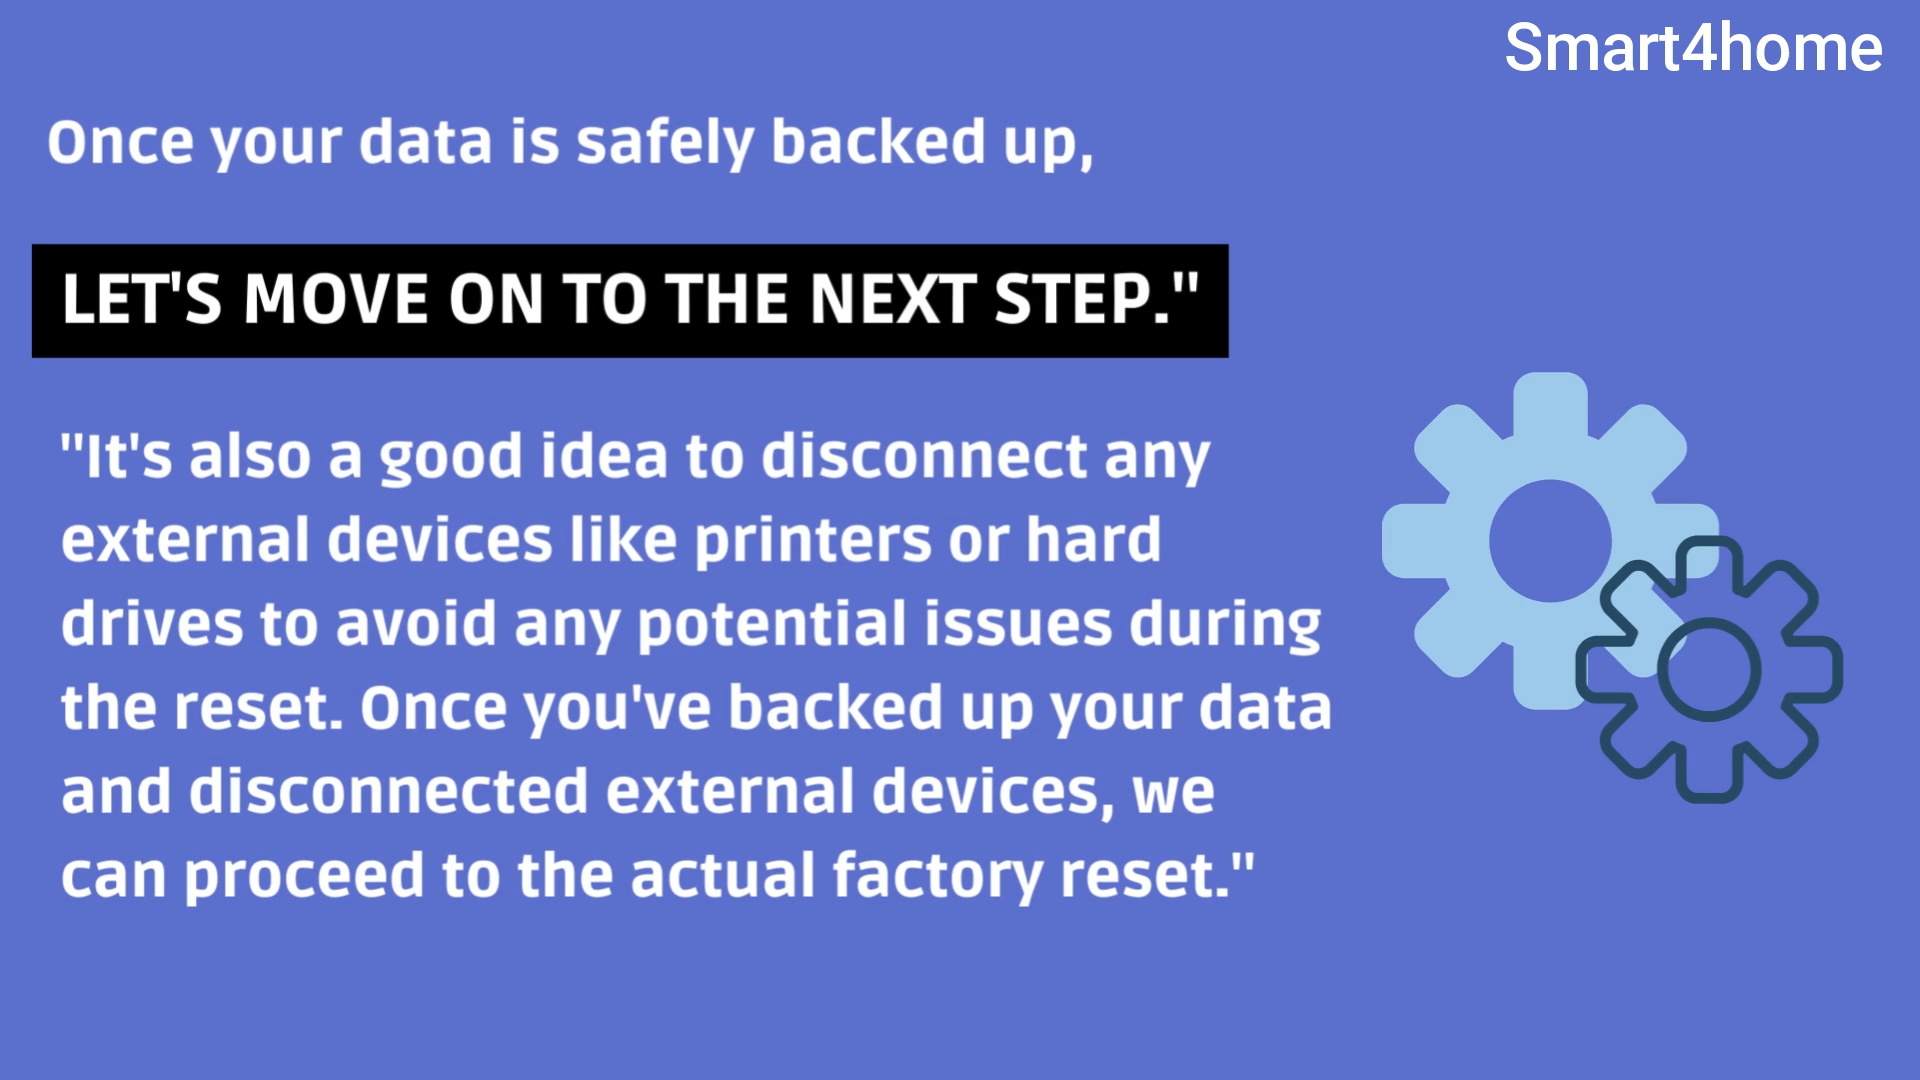 Smart4home
Once your data is safely backed up,
LET'S MOVE ON TO THE NEXT STEP."
"It's also a good idea to disconnect any
external devices like printers or hard
drives to avoid any potential issues during
the reset. Once you've backed up your data
and disconnected external devices, we
can proceed to the actual factory reset."